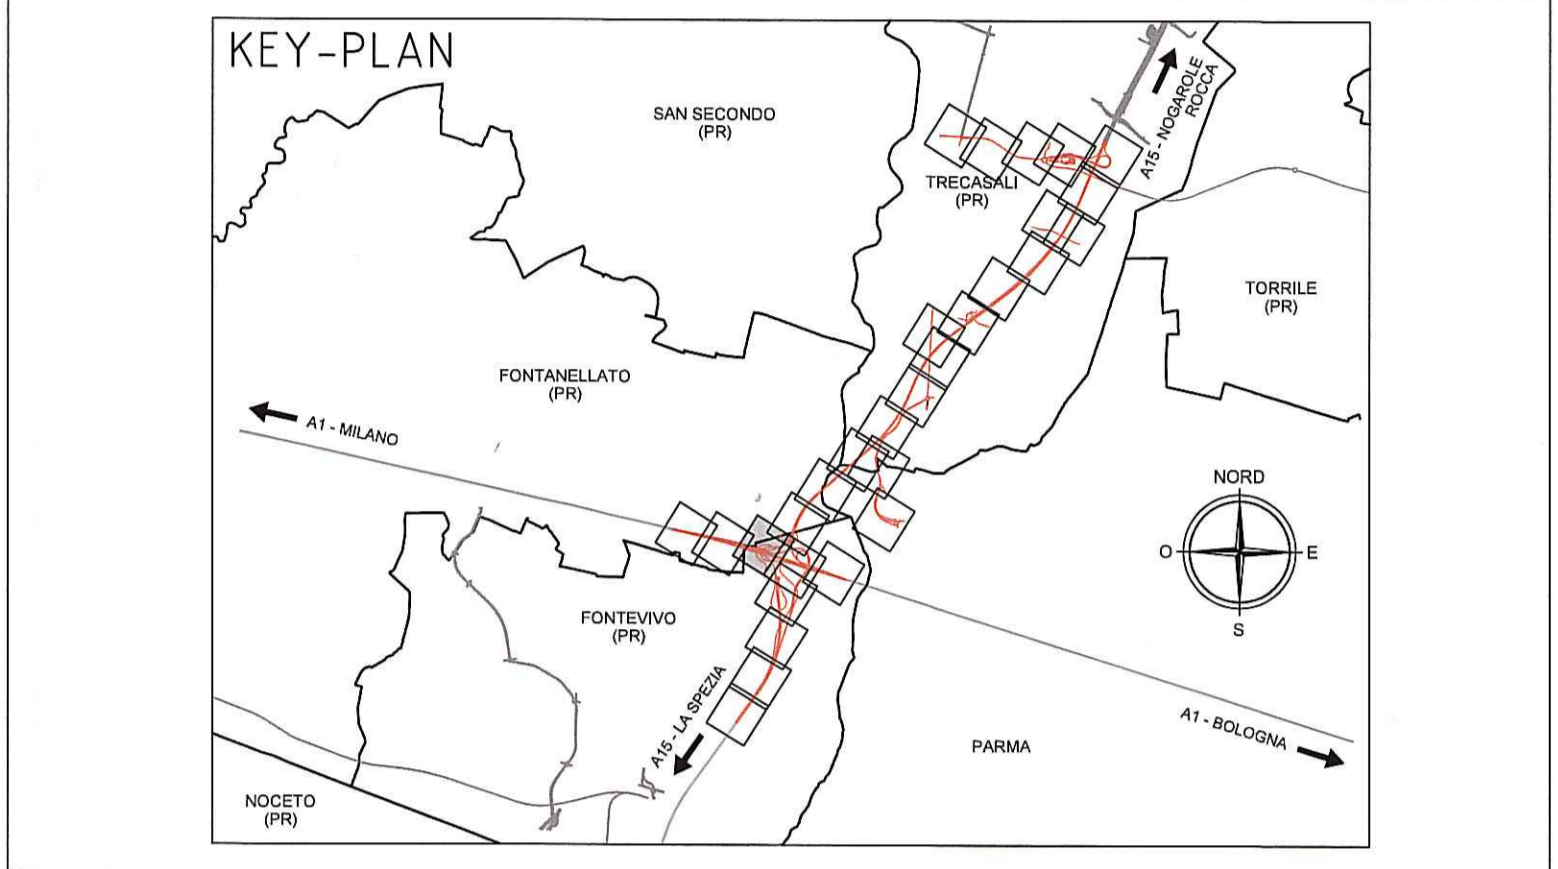 KEY-PLAN
SAN SECONDO
(PR)
A15 - NOGAROLE
ROCCA
TRECASALI
(PR)
TORRILE
(PR)
FONTANELLATO
(PR)
A1 - MILANO
NORD
O
E
S
FONTEVIVO
(PR)
A15 - LA SPEZIA
A1 - BOLOGNA
PARMA
NOCETO
(PR)